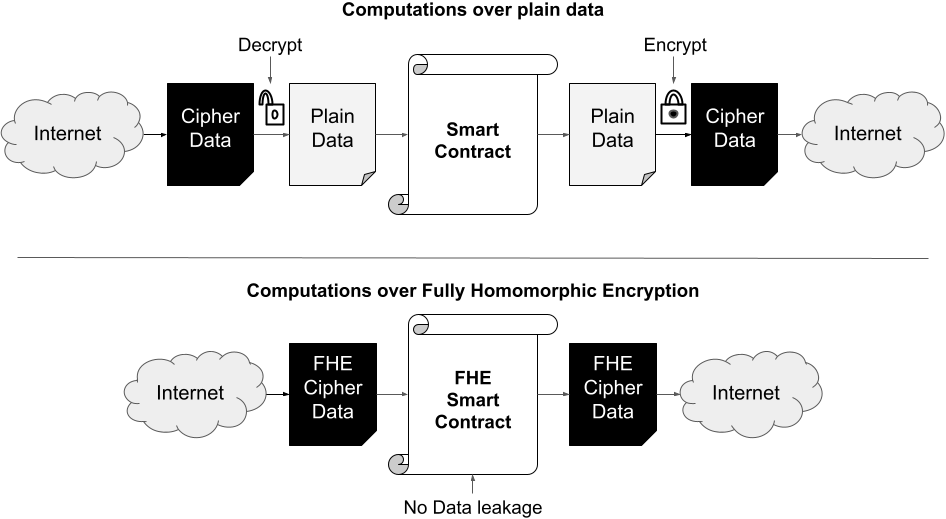 Computations over plain data
Decrypt
Encrypt
Internet
Cipher
Data
Plain
Data
Smart
Contract
Plain
Data
Cipher
Data
Internet
Computations over Fully Homomorphic Encryption
Internet
FHE
Cipher
Data
FHE
Smart
Contract
FHE
Cipher
Data
Internet
No Data leakage